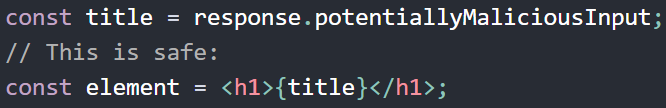 const title = response.potentiallyMaliciousInput;
// This is safe:
const element = <h1>{title}</h1>;